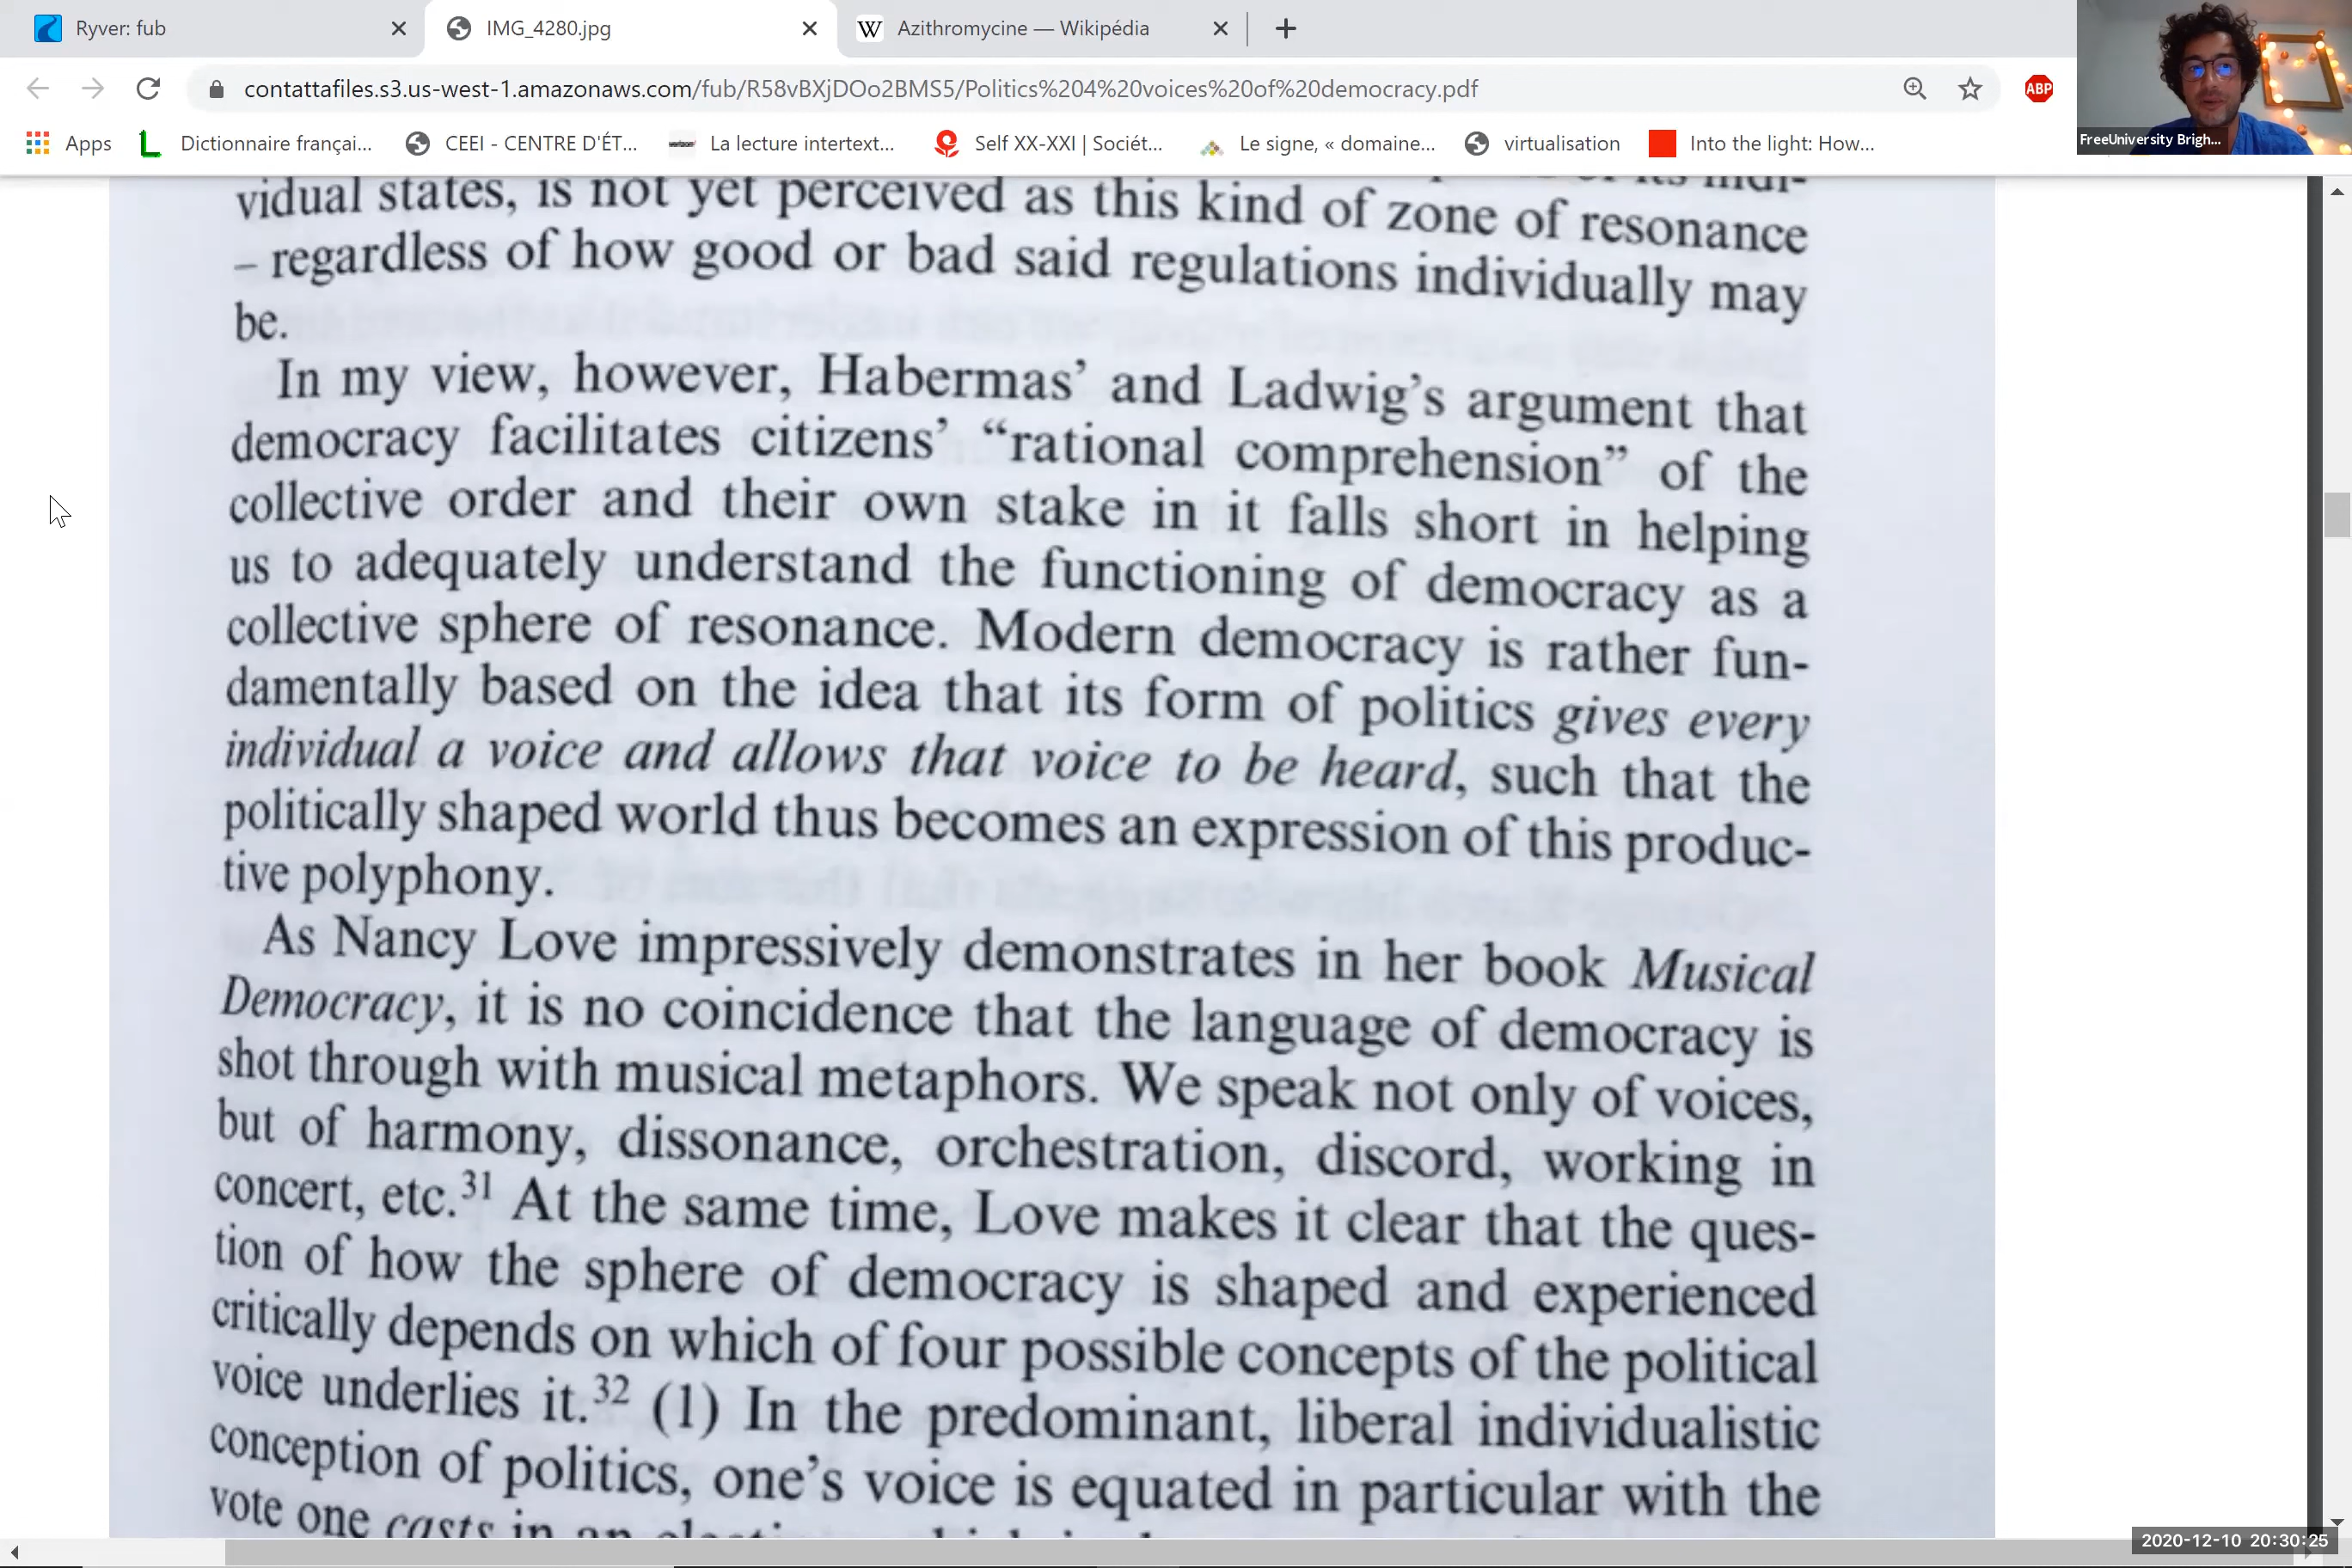 Ryver: fub
IMG_4280.jpg
Azithromycine — Wikipédia
contattafiles.s3.us-west-1.amazonaws.com/fub/R58vBXjDOo2BMS5/Politics%204%20voices%20of%20democracy.pdf
ABP
Apps
Dictionnaire françai...
CEEI - CENTRE D'ÉT...
La lecture intertext...
Self XX-XXI | Sociét...
Le signe, « domaine...
virtualisation
Into the light: How...
FreeUniversity Brigh...
vidual states, is not yet perceived as this kind of zone of resonance
– regardless of how good or bad said regulations individually may
be.
In my view, however, Habermas’ and Ladwig’s argument that
democracy facilitates citizens’ “rational comprehension” of the
collective order and their own stake in it falls short in helping
us to adequately understand the functioning of democracy as a
collective sphere of resonance. Modern democracy is rather fun-
damentally based on the idea that its form of politics gives every
individual a voice and allows that voice to be heard, such that the
politically shaped world thus becomes an expression of this produc-
tive polyphony.
As Nancy Love impressively demonstrates in her book Musical
Democracy, it is no coincidence that the language of democracy is
shot through with musical metaphors. We speak not only of voices,
but of harmony, dissonance, orchestration, discord, working in
concert, etc.31 At the same time, Love makes it clear that the ques-
tion of how the sphere of democracy is shaped and experienced
critically depends on which of four possible concepts of the political
voice underlies it.32 (1) In the predominant, liberal individualistic
conception of politics, one’s voice is equated in particular with the
vote one casts in an
2020-12-10 20:30:25